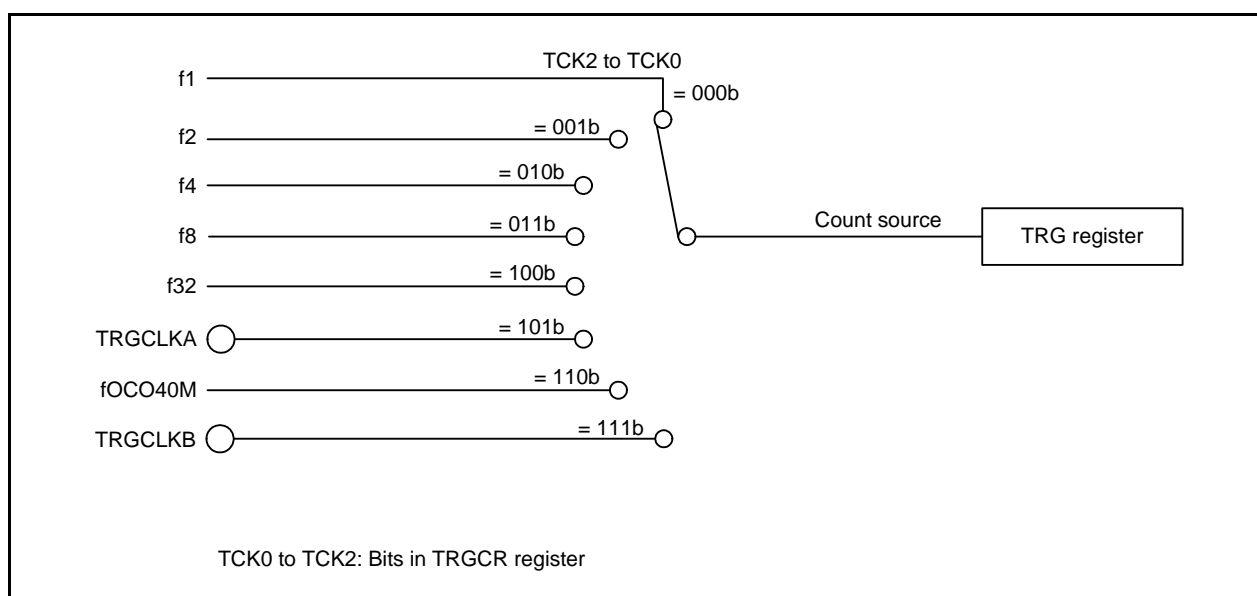 TCK2 to TCK0
f1
= 000b
f2
= 001b
f4
= 010b
f8
= 011b
Count source
TRG register
f32
= 100b
TRGCLKA
= 101b
fOCO40M
= 110b
TRGCLKB
= 111b
TCK0 to TCK2: Bits in TRGCR register